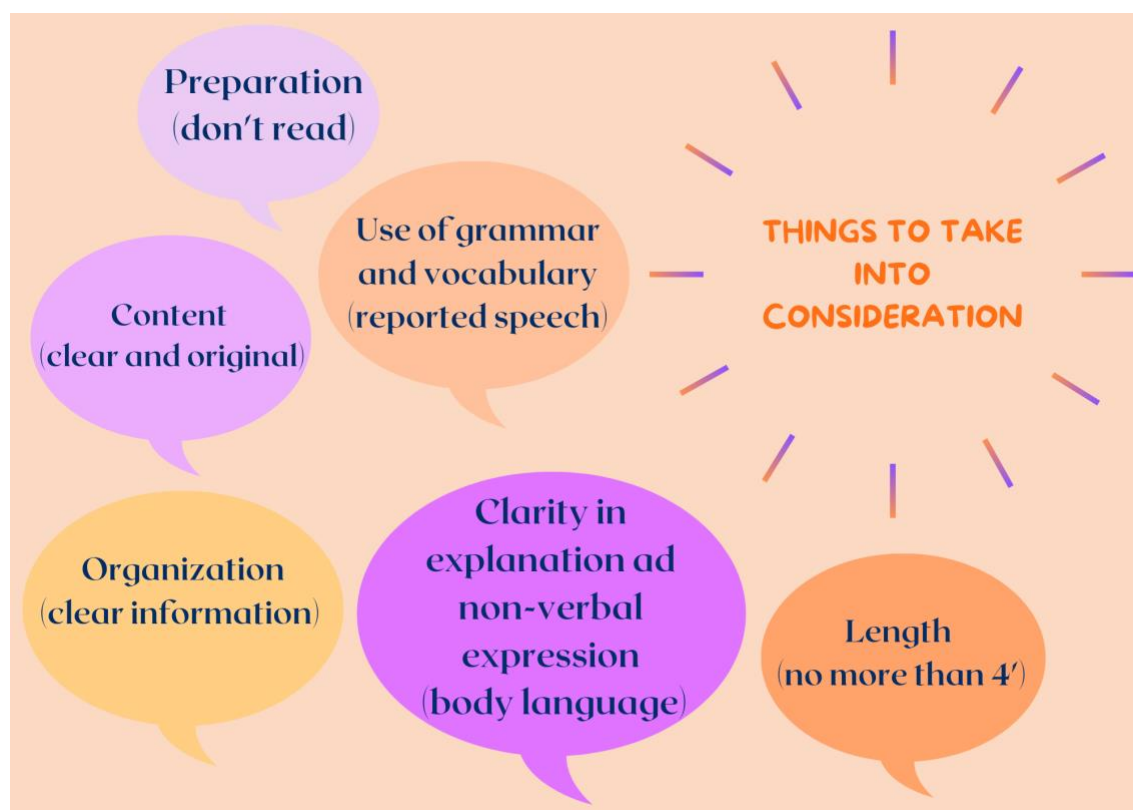 Preparation
(don't read)
Use of grammar
and vocabulary
(reported speech)
THINGS TO TAKE
INTO
CONSIDERATION
Content
(clear and original)
Clarity in
explanation ad
non-verbal
expression
(body language)
Organization
(clear information)
Length
(no more than 4')